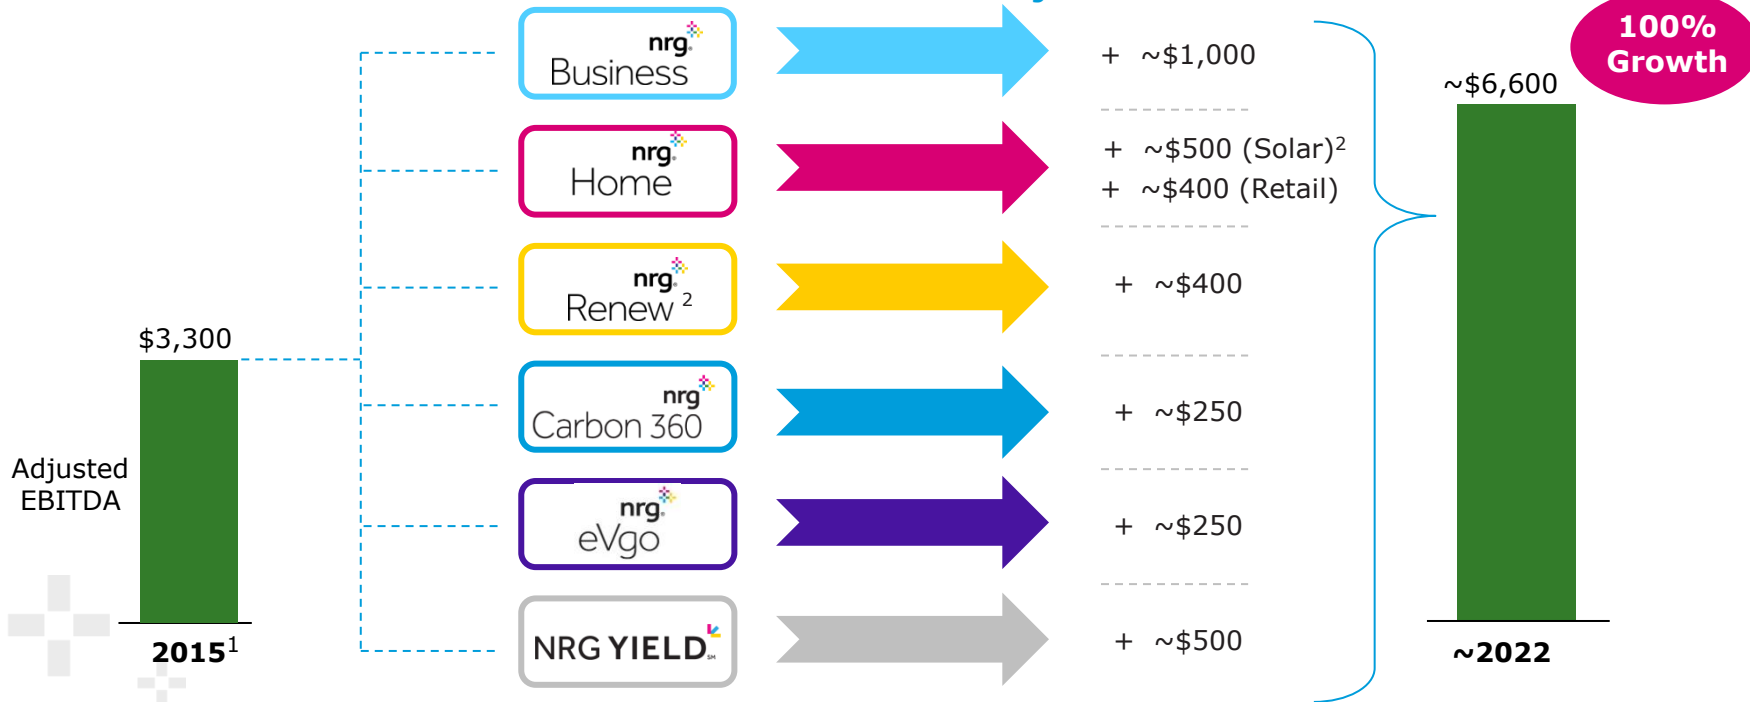 100%
Growth
nrg
Business
+ ~$1,000
~$6,600
nrg
Home
+ ~$500 (Solar)2
+ ~$400 (Retail)
nrg
Renew 2
+ ~$400
$3,300
nrg
Carbon 360
+ ~$250
Adjusted
EBITDA
nrg
eVgo
+ ~$250
NRG YIELD SM
+ ~$500
20151
~2022